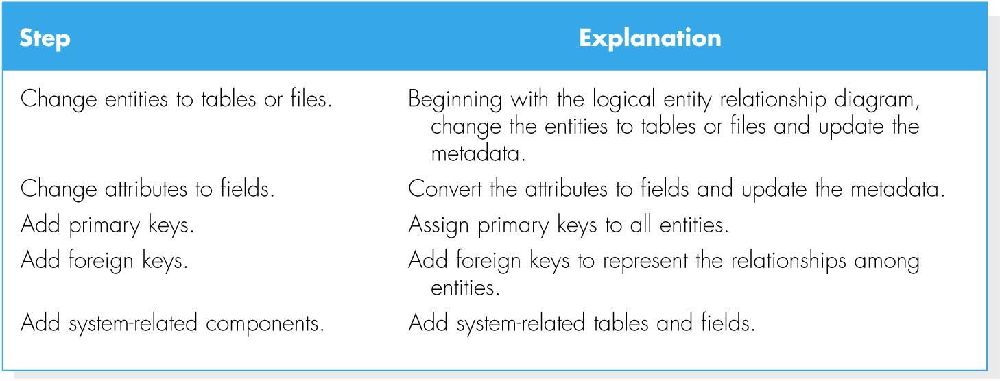 Step Explanation
Change entities to tables or files. Beginning with the logical entity relationship diagram,
change the entities to tables or files and update the
metadata.
Change attributes to fields. Convert the attributes to fields and update the metadata.
Add primary keys. Assign primary keys to all entities.
Add foreign keys. Add foreign keys to represent the relationships among
entities.
Add system-related components. Add system-related tables and fields.